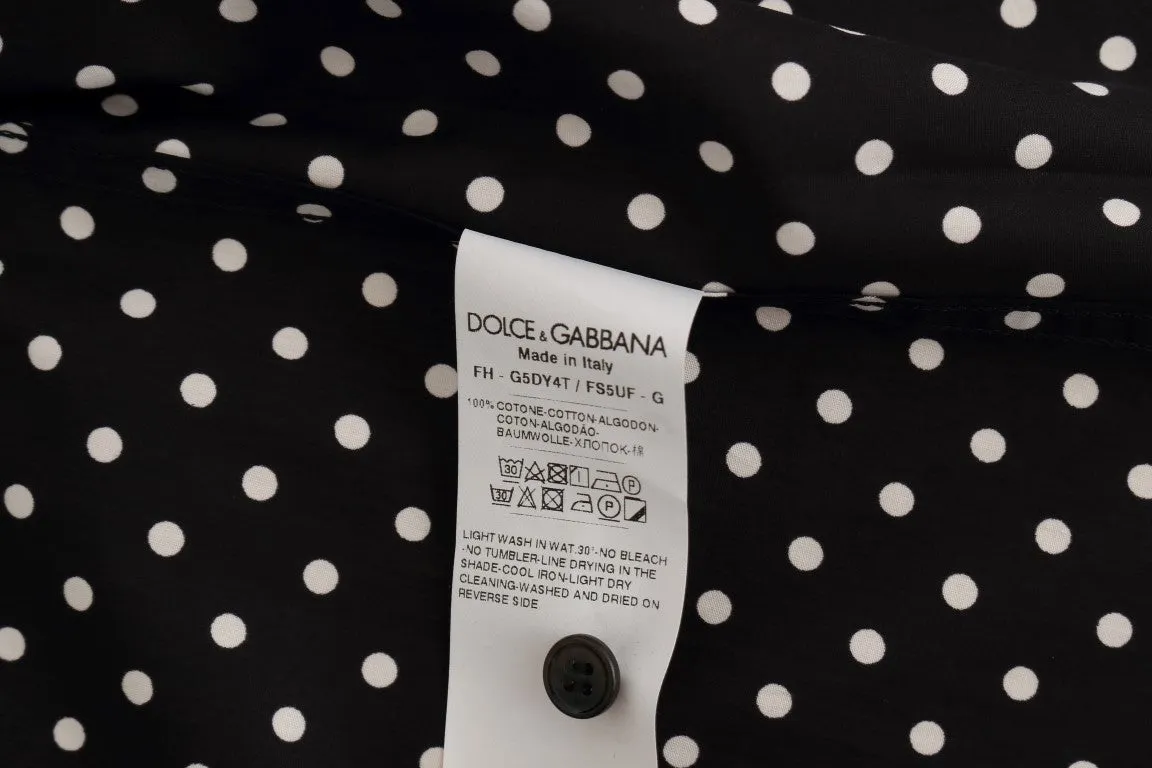 DOLCE & GABBANA
Made in Italy
FH - G5DY4T / FS5UF - G
100% COTONE-COTTON-ALGODON-
COTON-ALGODÃO-
BAUMWOLLE-ХЛОПОК-棉
30 P
30 P
LIGHT WASH IN WAT.30°-NO BLEACH
-NO TUMBLER-LINE DRYING IN THE
SHADE-COOL IRON-LIGHT DRY
CLEANING-WASHED AND DRIED ON
REVERSE SIDE